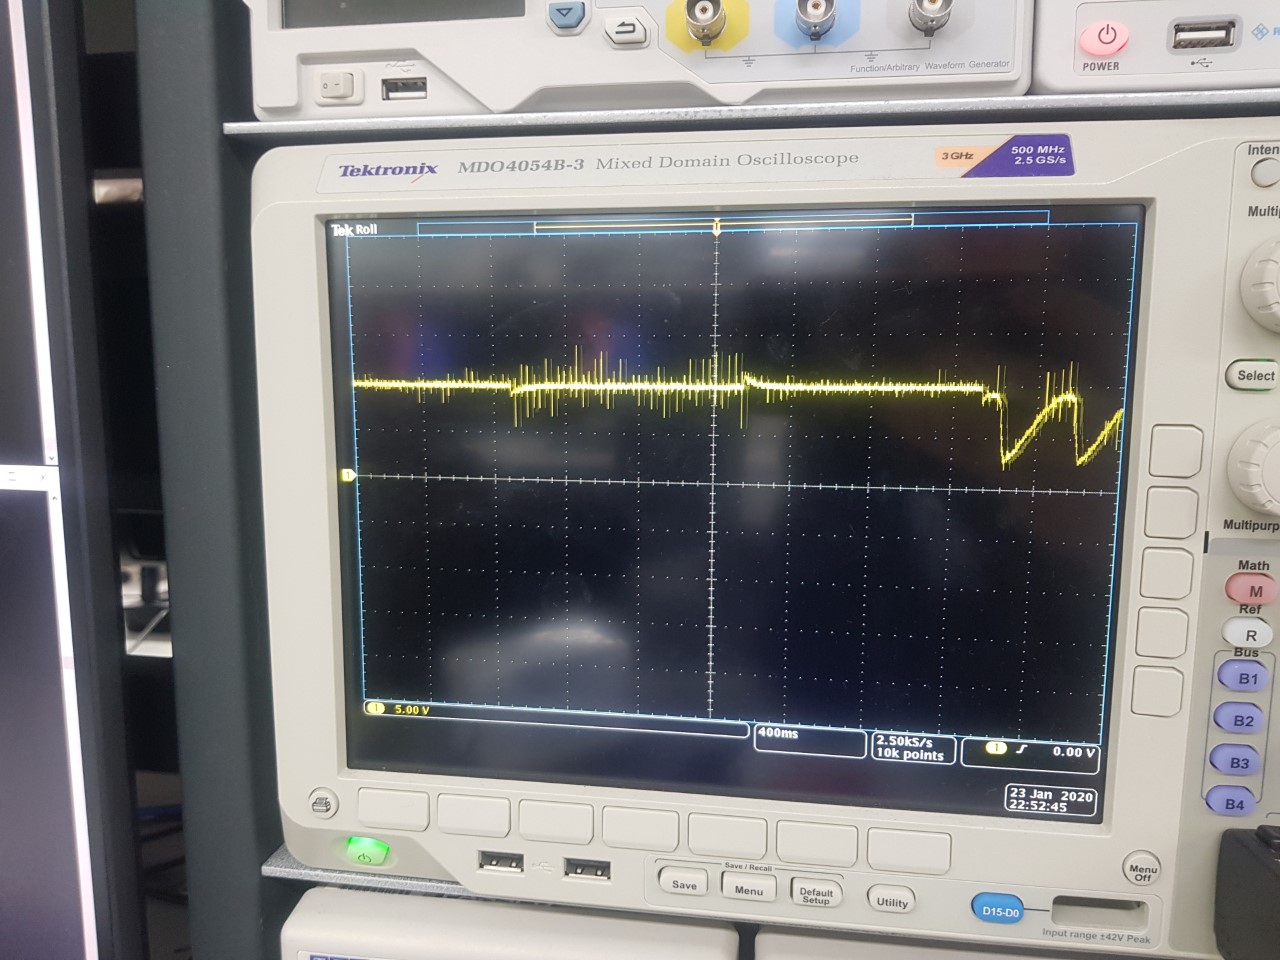 Function/Arbitrary Waveform Generator
POWER
Tektronix MDO4054B-3 Mixed Domain Oscilloscope
3 GHz
500 MHz
2.5 GS/s
Tek Roll
T
1
Select
Math
M
Ref
R
Bus
B1
B2
B3
B4
1 5.00 V
400ms
2.50kS/s
10k points
1 0.00 V
23 Jan 2020
22:52:45
Save / Recall
Save
Menu
Default
Setup
Utility
D15-D0
Menu
Off
Input range ±42V Peak